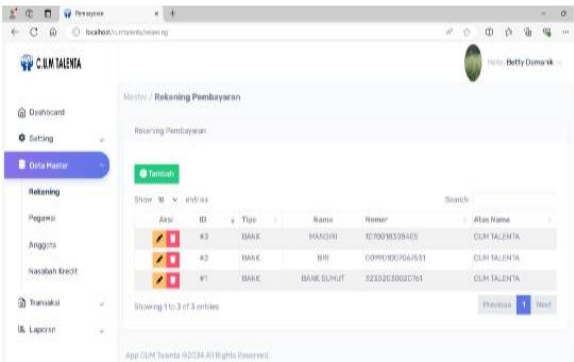 Pembayaran
localhost/
C.U.M TALENTA
Hello, Betty Damanik
Master / Rekening Pembayaran
Dashboard
Rekening Pembayaran
Setting
Data Master
Tambah
Rekening
Show 10 entries
Search:
Aksi ID Tipe Nama Nomor Atas Nama
Pegawai
#3 BANK MANDIRI CUM TALENTA
Anggota
#2 BANK BRI CUM TALENTA
Nasabah Kredit
#1 BANK BANK SUMUT CUM TALENTA
Transaksi
Showing 1 to 3 of 3 entries
Previous 1 Next
Laporan
App CUM Talenta ©2024 All Rights Reserved.